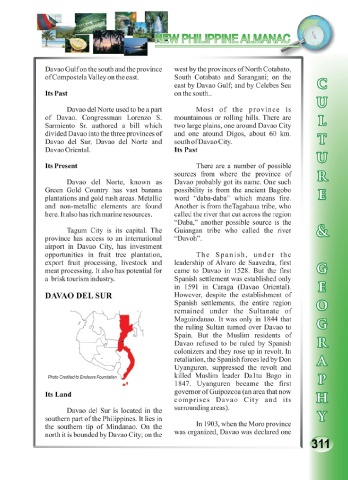 NEW PHILIPPINE ALMANAC
Davao Gulf on the south and the province
of Compostela Valley on the east.
Its Past
Davao del Norte used to be a part
of Davao. Congressman Lorenzo S.
Sarmiento Sr. authored a bill which
divided Davao into the three provinces of
Davao del Sur, Davao del Norte and
Davao Oriental.
Its Present
Davao del Norte, known as
Green Gold Country has vast banana
plantations and gold rush areas. Metallic
and non-metallic elements are found
here. It also has rich marine resources.
Tagum City is its capital. The
province has access to an international
airport in Davao City, has investment
opportunities in fruit tree plantation,
export fruit processing, livestock and
meat processing. It also has potential for
a brisk tourism industry.
DAVAO DEL SUR
Photo Credited to Enslaves Foundation
Its Land
Davao del Sur is located in the
southern part of the Philippines. It lies in
the southern tip of Mindanao. On the
north it is bounded by Davao City; on the
west by the provinces of North Cotabato,
South Cotabato and Sarangani; on the
east by Davao Gulf; and by Celebes Sea
on the south..
Most of the province is
mountainous or rolling hills. There are
two large plains, one around Davao City
and one around Digos, about 60 km.
south of Davao City.
Its Past
There are a number of possible
sources from where the province of
Davao probably got its name. One such
possibility is from the ancient Bagobo
word "daba-daba" which means fire.
Another is from theTagabaua tribe, who
called the river that cut across the region
"Duba," another possible source is the
Guiangan tribe who called the river
"Duvoh".
The Spanish, under the
leadership of Alvaro de Saavedra, first
came to Davao in 1528. But the first
Spanish settlement was established only
in 1591 in Caraga (Davao Oriental).
However, despite the establishment of
Spanish settlements, the entire region
remained under the Sultanate of
Maguindanao. It was only in 1844 that
the ruling Sultan turned over Davao to
Spain. But the Muslim residents of
Davao refused to be ruled by Spanish
colonizers and they rose up in revolt. In
retaliation, the Spanish forces led by Don
Uyanguren, suppressed the revolt and
killed Muslim leader Datu Bago in
1847. Uyanguren became the first
governor of Guipozcoa (an area that now
comprises Davao City and its
surrounding areas).
In 1903, when the Moro province
was organized, Davao was declared one
CULTURE & GEOGRAPHY
311